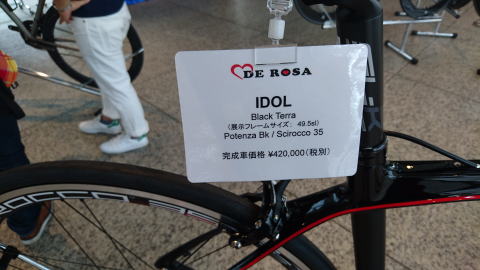 DE ROSA
IDOL
Black Terra
(展示フレームサイズ： 49.5sl)
Potenza Bk / Scirocco 35
完成車価格 ¥420,000(税別)